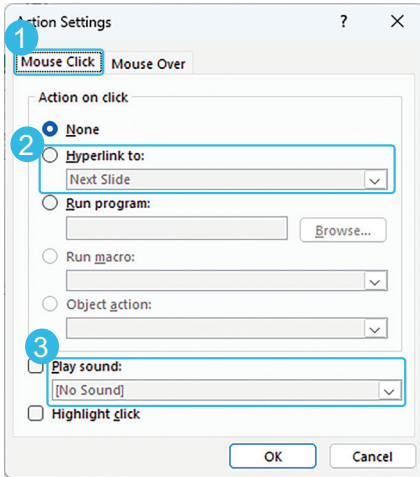 Action Settings ? ×
1
Mouse Click Mouse Over
Action on click
None
2
Hyperlink to:
Next Slide
Run program:
Browse...
Run macro:
Object action:
3
Play sound:
[No Sound]
Highlight click
OK Cancel